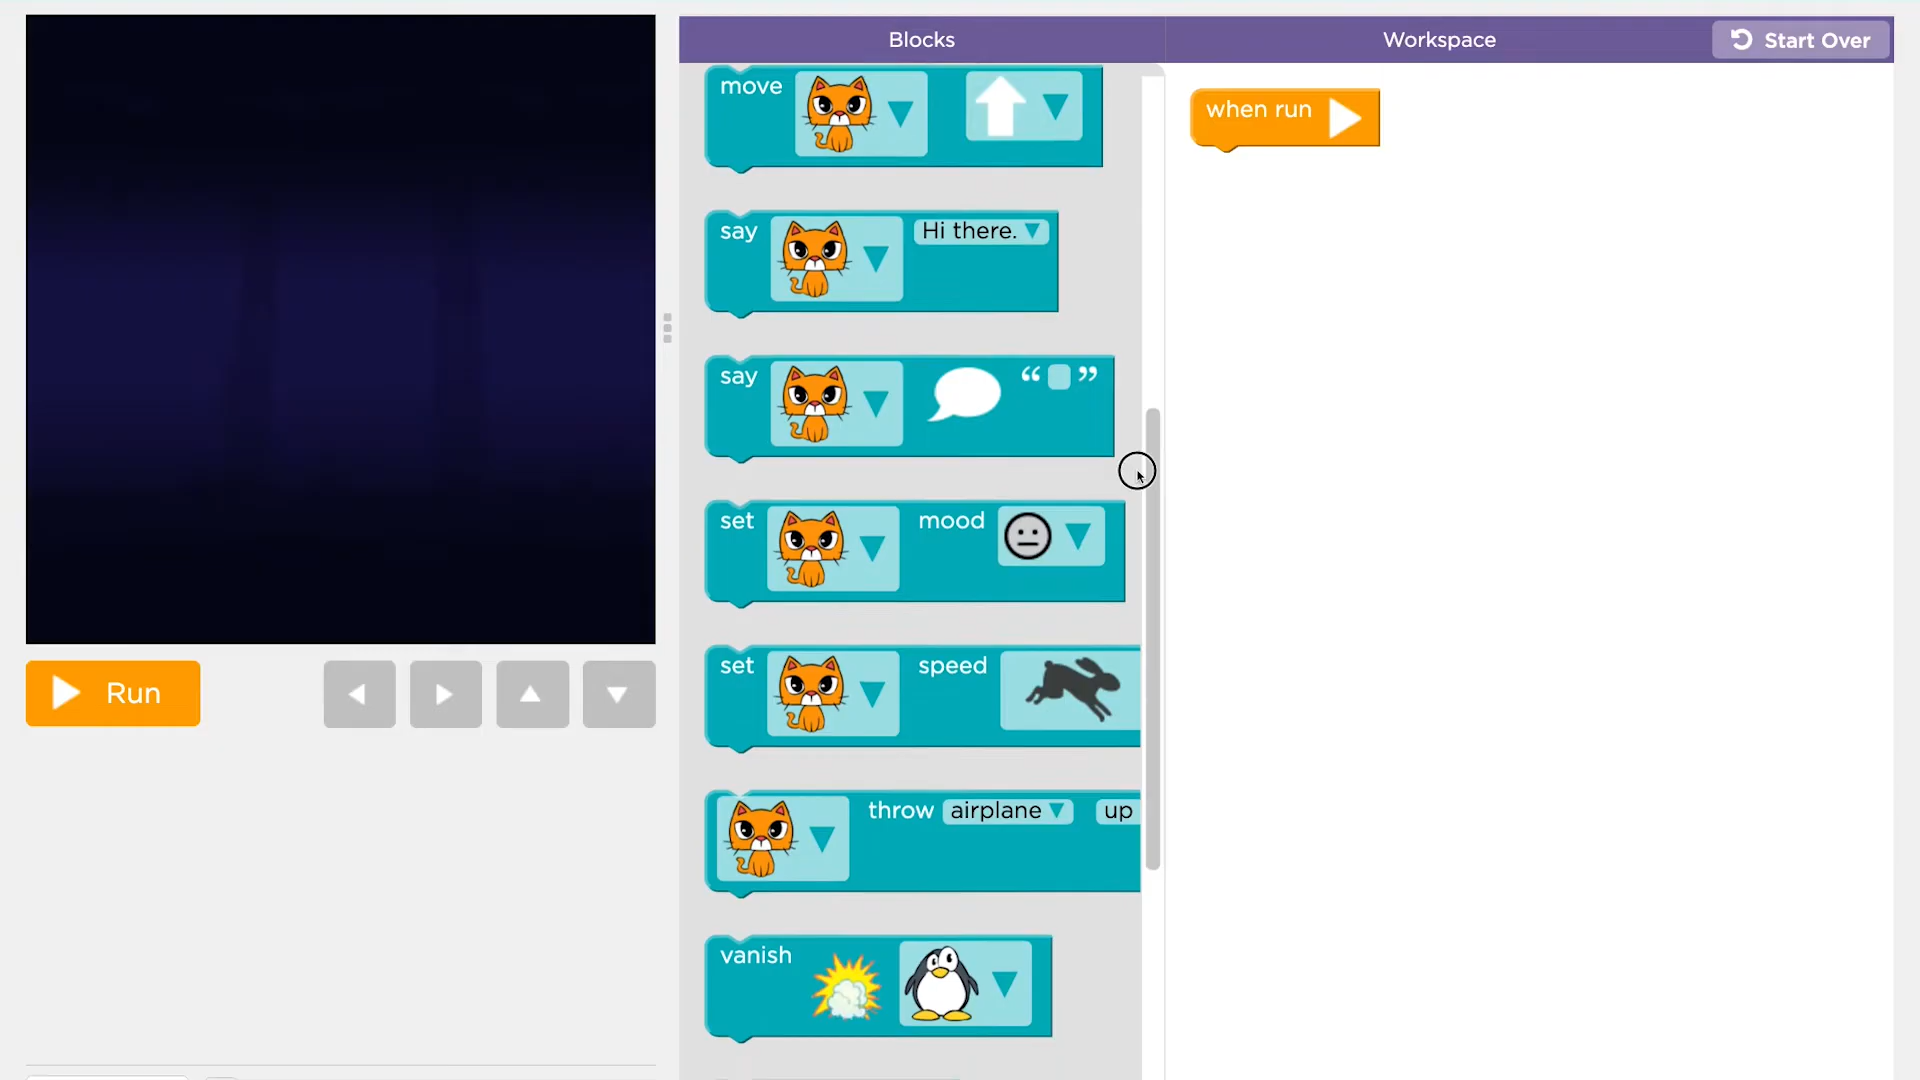 Blocks
Workspace
Start Over
move
when run
say Hi there.
say “ ”
set mood
set speed
throw airplane up
vanish
Run